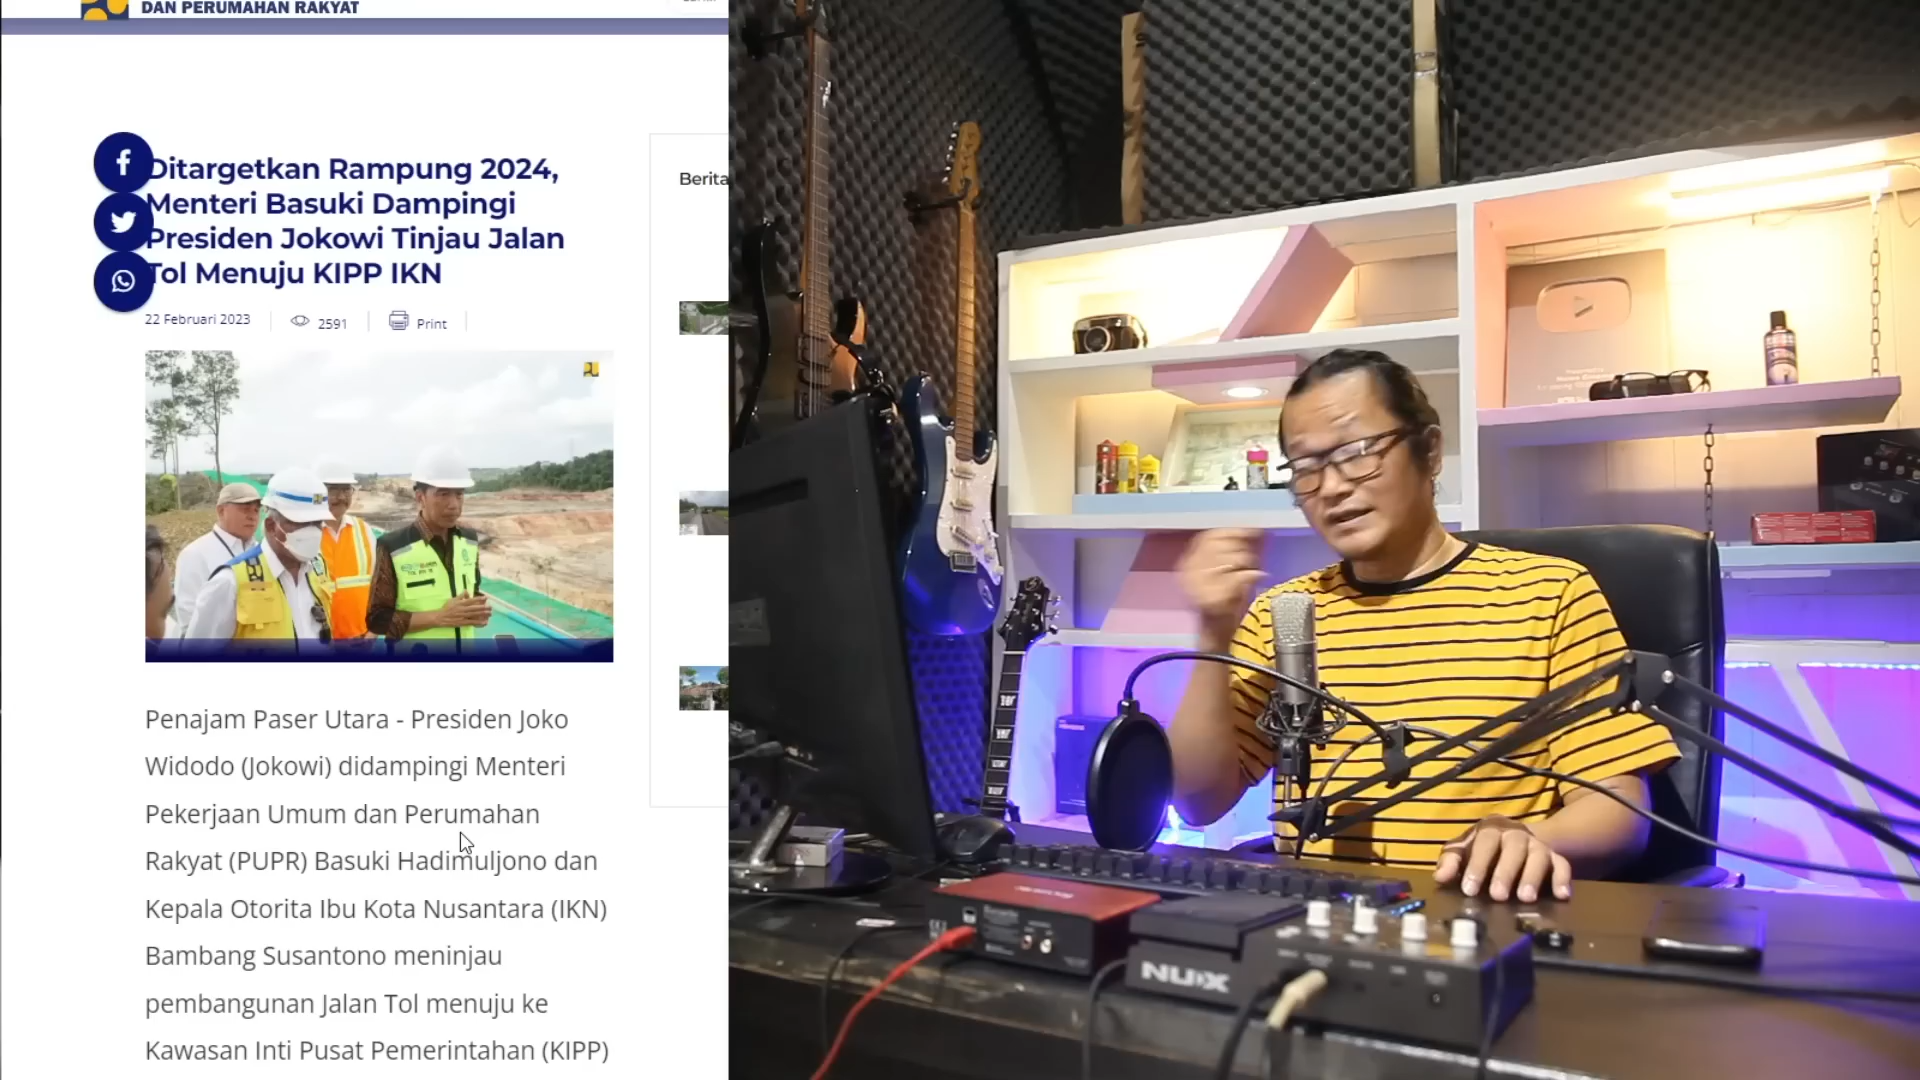 DAN PERUMAHAN RAKYAT
Ditargetkan Rampung 2024,
Menteri Basuki Dampingi
Presiden Jokowi Tinjau Jalan
Tol Menuju KIPP IKN
22 Februari 2023
2591
Print
Berita
Penajam Paser Utara - Presiden Joko
Widodo (Jokowi) didampingi Menteri
Pekerjaan Umum dan Perumahan
Rakyat (PUPR) Basuki Hadimuljono dan
Kepala Otorita Ibu Kota Nusantara (IKN)
Bambang Susantono meninjau
pembangunan Jalan Tol menuju ke
Kawasan Inti Pusat Pemerintahan (KIPP)
NUX